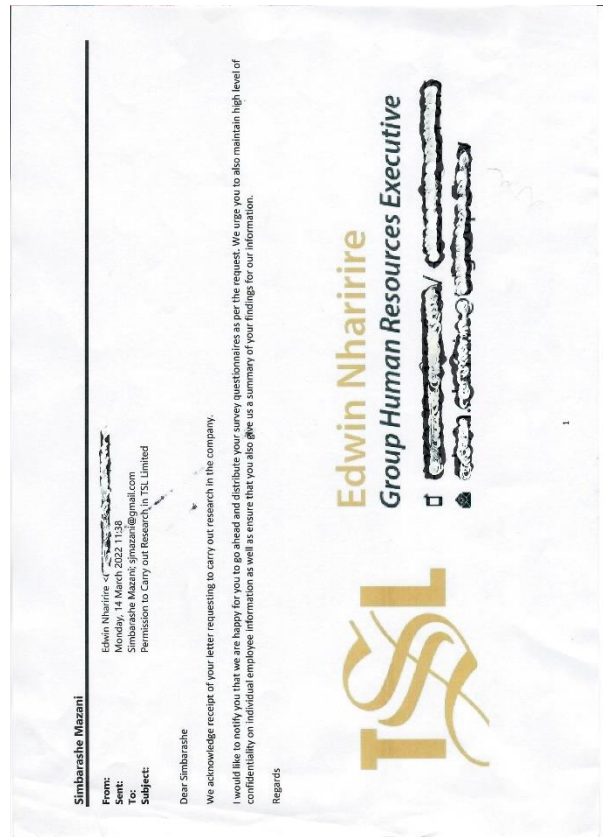 Simbarashe Mazani
From: Edwin Nharirire <
Sent: Monday, 14 March 2022 11:38
To: Simbarashe Mazani; sjmazani@gmail.com
Subject: Permission to Carry out Research in TSL Limited
Dear Simbarashe
We acknowledge receipt of your letter requesting to carry out research in the company.
I would like to notify you that we are happy for you to go ahead and distribute your survey questionnaires as per the request. We urge you to also maintain high level of
confidentiality on individual employee information as well as ensure that you also give us a summary of your findings for our information.
Regards
TSL
Edwin Nharirire
Group Human Resources Executive
1